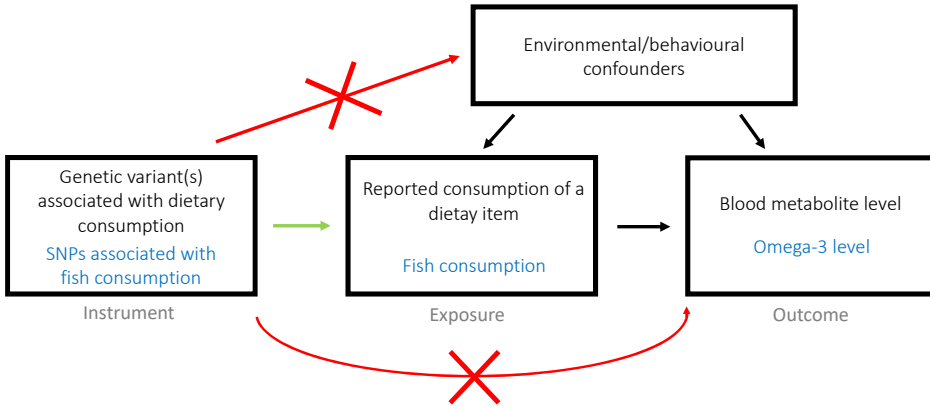 Environmental/behavioural
confounders
Genetic variant(s)
associated with dietary
consumption
SNPs associated with
fish consumption
Instrument
Reported consumption of a
dietay item
Fish consumption
Exposure
Blood metabolite level
Omega-3 level
Outcome